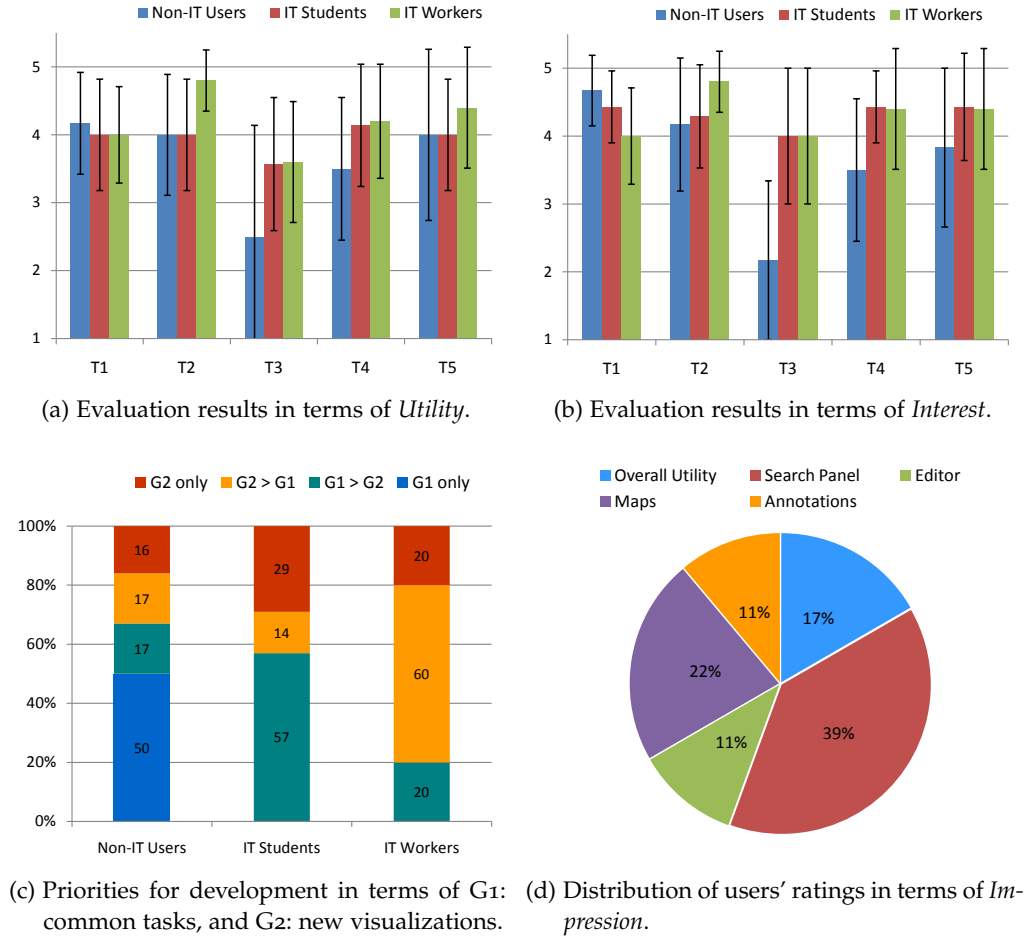 Non-IT Users IT Students IT Workers
5
4
3
2
1
T1 T2 T3 T4 T5
(a) Evaluation results in terms of Utility.
Non-IT Users IT Students IT Workers
5
4
3
2
1
T1 T2 T3 T4 T5
(b) Evaluation results in terms of Interest.
G2 only G2 > G1 G1 > G2 G1 only
100%
80%
60%
40%
20%
0%
16
17
17
50
29
14
57
20
60
20
Non-IT Users IT Students IT Workers
(c) Priorities for development in terms of G1:
common tasks, and G2: new visualizations.
Overall Utility Search Panel Editor
Maps Annotations
11%
17%
22%
39%
11%
(d) Distribution of users' ratings in terms of Im-
pression.